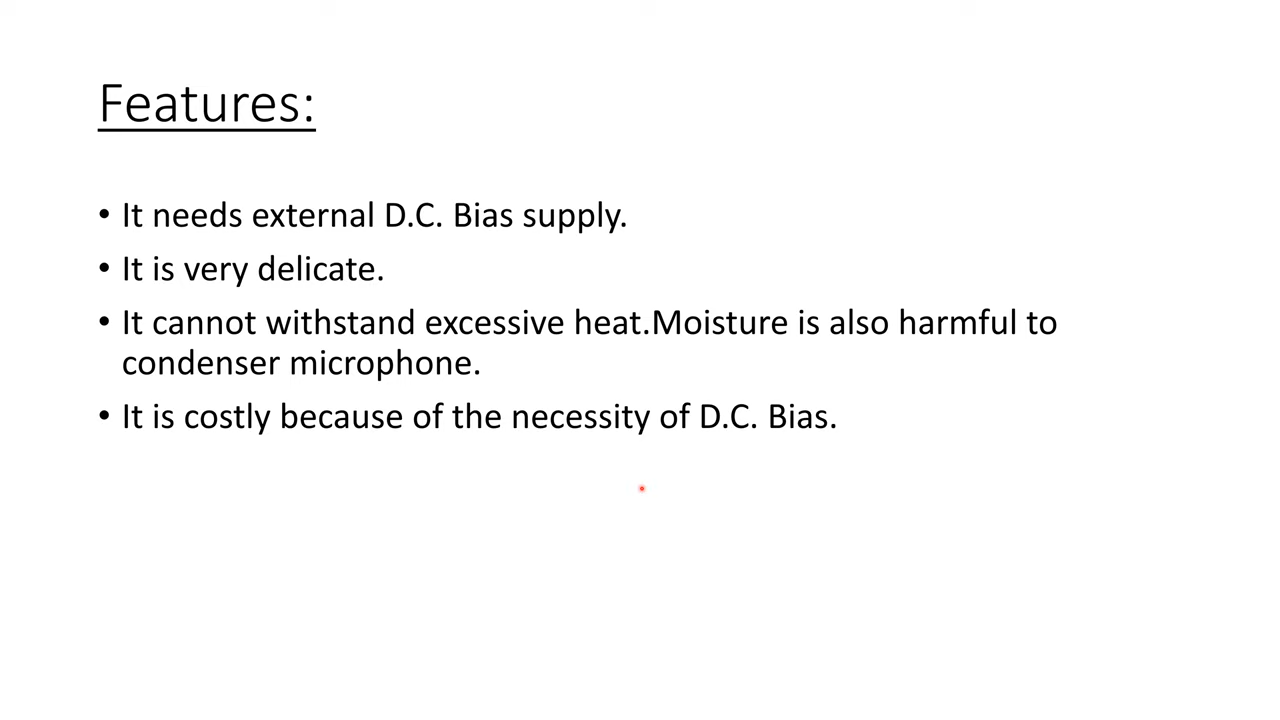 Features:
• It needs external D.C. Bias supply.
• It is very delicate.
• It cannot withstand excessive heat.Moisture is also harmful to
condenser microphone.
• It is costly because of the necessity of D.C. Bias.